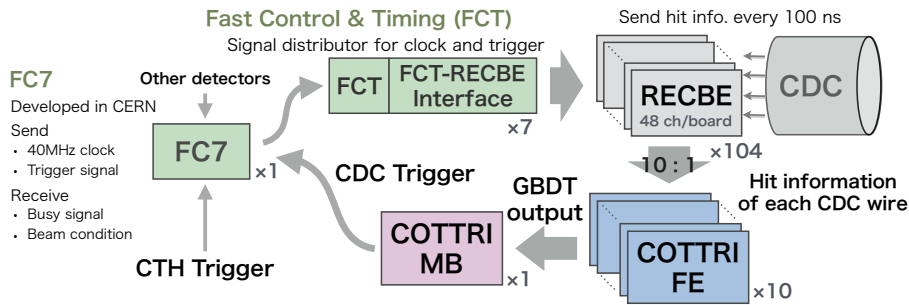 Fast Control & Timing (FCT)
Signal distributor for clock and trigger
Send hit info. every 100 ns
FC7
Developed in CERN
Send
• 40MHz clock
• Trigger signal
Receive
• Busy signal
• Beam condition
Other detectors
FC7
×1
CTH Trigger
FCT
FCT-RECBE
Interface
×7
RECBE
48 ch/board
×104
CDC
10 : 1
Hit information
of each CDC wire
CDC Trigger
GBDT
output
COTTRI
MB
×1
COTTRI
FE
×10